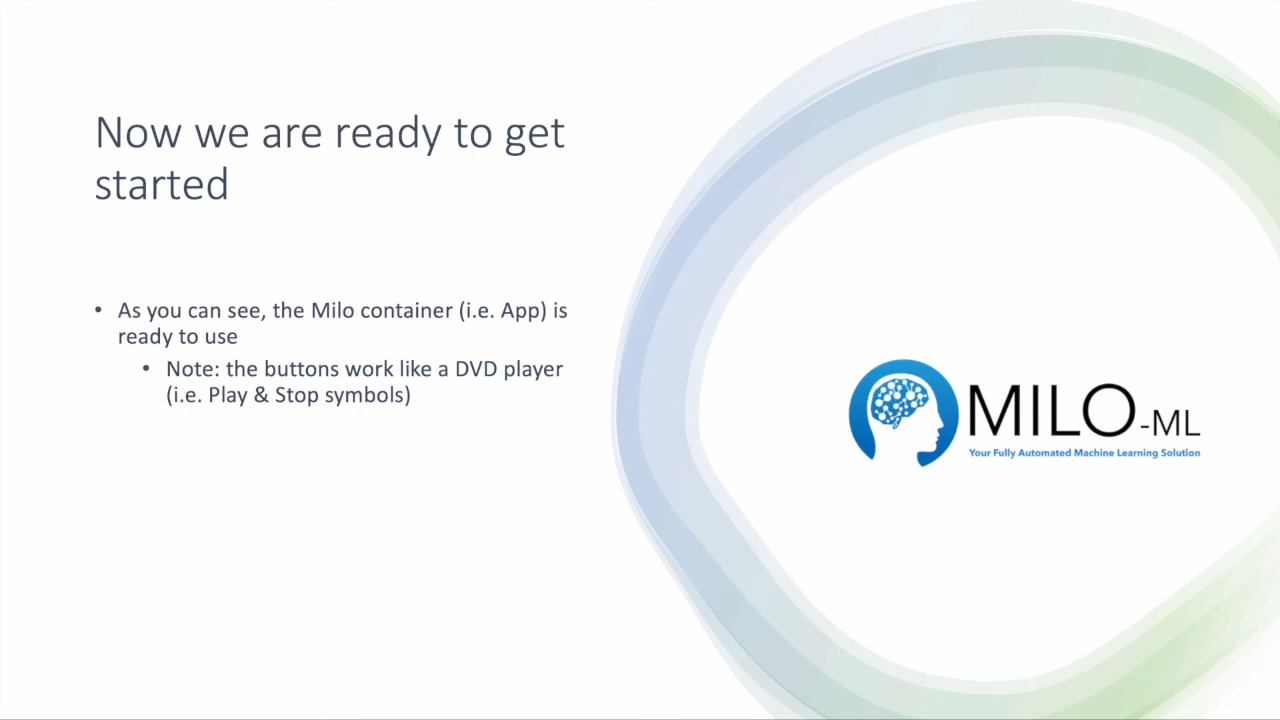 Now we are ready to get
started
• As you can see, the Milo container (i.e. App) is
ready to use
• Note: the buttons work like a DVD player
(i.e. Play & Stop symbols)
MILO-ML
Your Fully Automated Machine Learning Solution